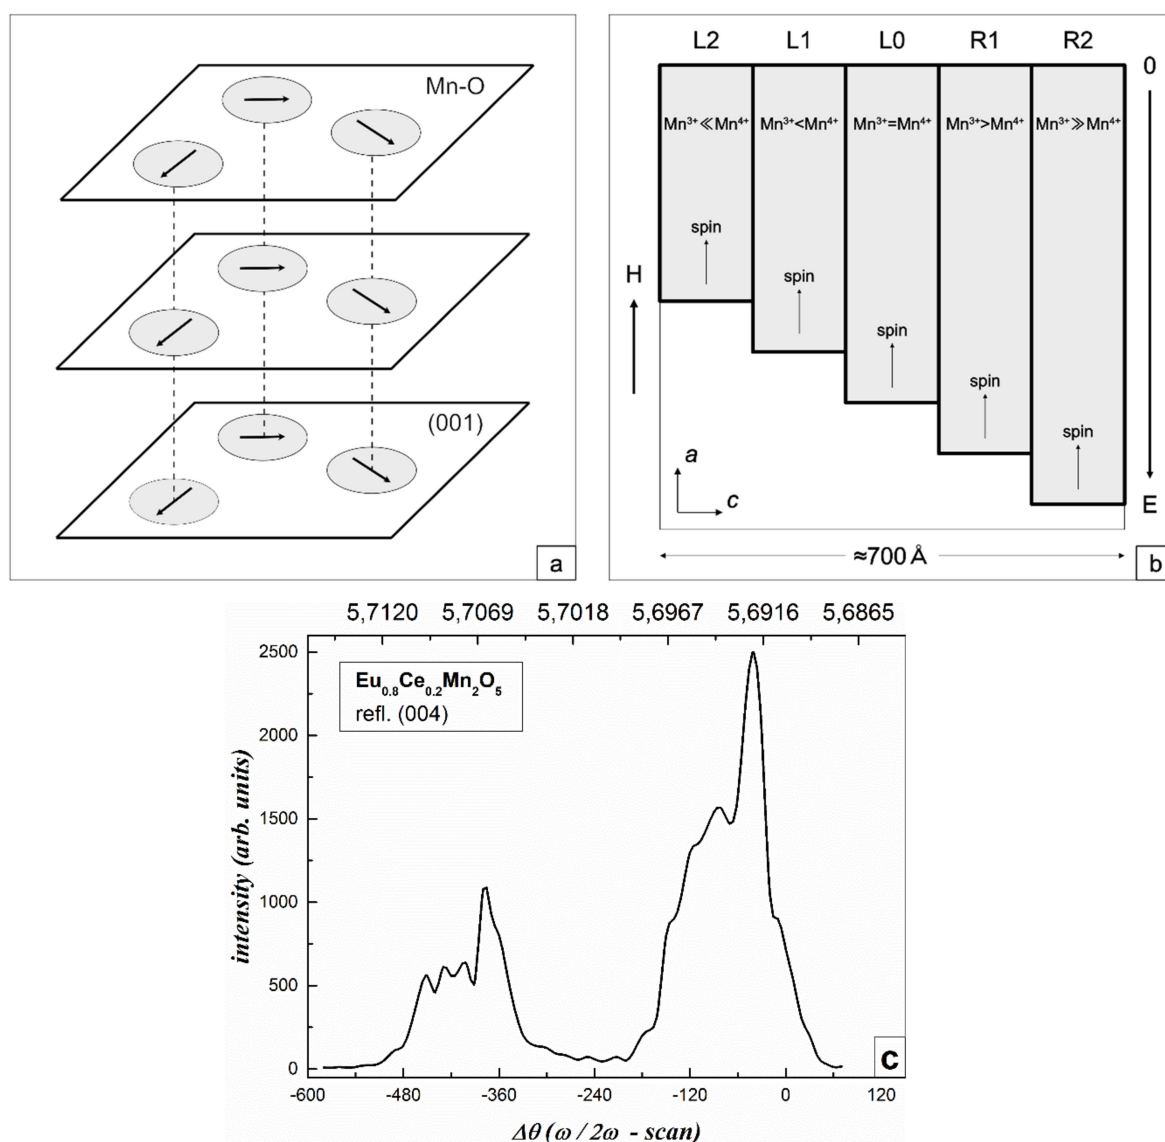 Mn-O
(001)
a
L2 L1 L0 R1 R2
0
Mn³⁺≪Mn⁴⁺ Mn³⁺<Mn⁴⁺ Mn³⁺=Mn⁴⁺ Mn³⁺>Mn⁴⁺ Mn³⁺≫Mn⁴⁺
spin
spin
spin
spin
spin
H
E
a
c
≈700 Å
b
5,7120 5,7069 5,7018 5,6967 5,6916 5,6865
Eu₀.₈Ce₀.₂Mn₂O₅
refl. (004)
intensity (arb. units)
2500
2000
1500
1000
500
0
c
-600 -480 -360 -240 -120 0 120
Δθ (ω / 2ω - scan)